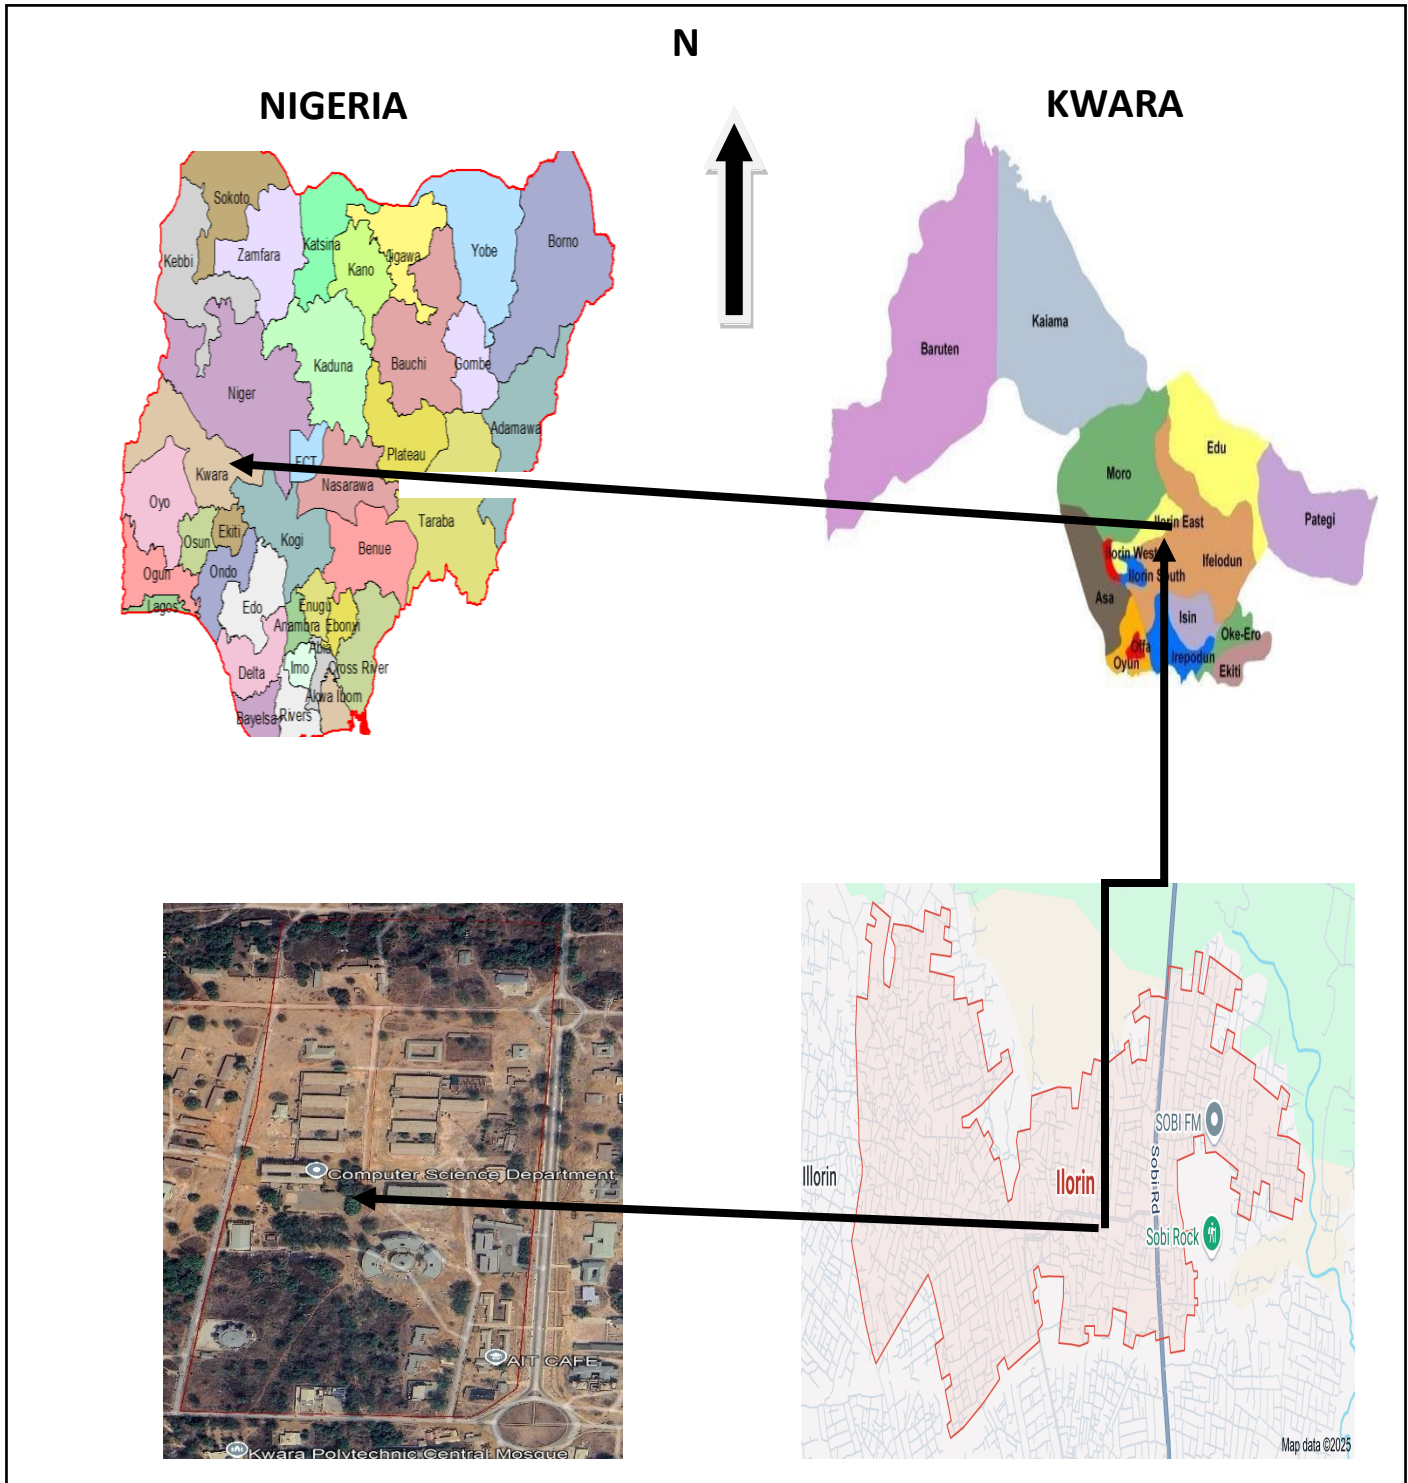 N
NIGERIA
KWARA
Sokoto
Kebbi
Zamfara
Katsina
Kano
Jigawa
Yobe
Borno
Niger
Kaduna
Bauchi
Gombe
Adamawa
Plateau
Kwara
FCT
Nasarawa
Oyo
Taraba
Osun
Ekiti
Kogi
Benue
Ogun
Ondo
Lagos
Edo
Enugu
Anambra
Ebonyi
Abia
Delta
Imo
Cross River
Akwa Ibom
Bayelsa
Rivers
Baruten
Kaiama
Moro
Edu
Pategi
Ilorin East
Ilorin West
Ilorin South
Ifelodun
Asa
Isin
Oke-Ero
Offa
Oyun
Irepodun
Ekiti
Computer Science Department
AIT CAFE
Kwara Polytechnic Central Mosque
Illorin
Ilorin
SOBI FM
Sobi Rd
Sobi Rock
Map data ©2025